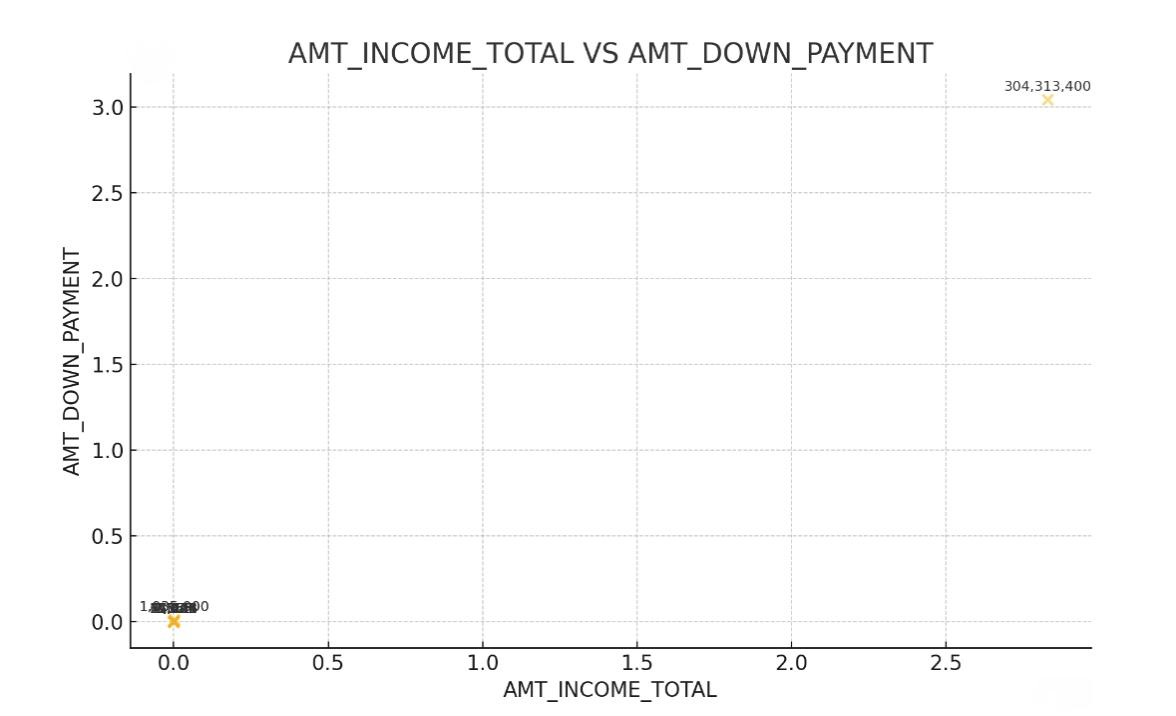 AMT_INCOME_TOTAL VS AMT_DOWN_PAYMENT
304,313,400
3.0
2.5
2.0
1.5
1.0
0.5
0.0
AMT_DOWN_PAYMENT
0.0 0.5 1.0 1.5 2.0 2.5
AMT_INCOME_TOTAL